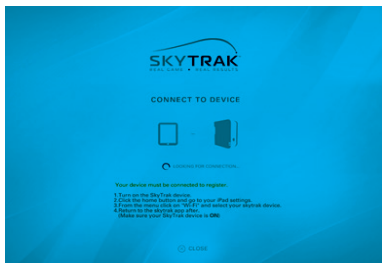 SKYTRAK
REAL GAME • REAL RESULTS
CONNECT TO DEVICE
LOOKING FOR CONNECTION...
Your device must be connected to register.
1.Turn on the SkyTrak device.
2.Click the home button and go to your iPad settings.
3.From the menu click on "Wi-Fi" and select your skytrak device.
4.Return to the skytrak app after.
(Make sure your SkyTrak device is ON)
CLOSE